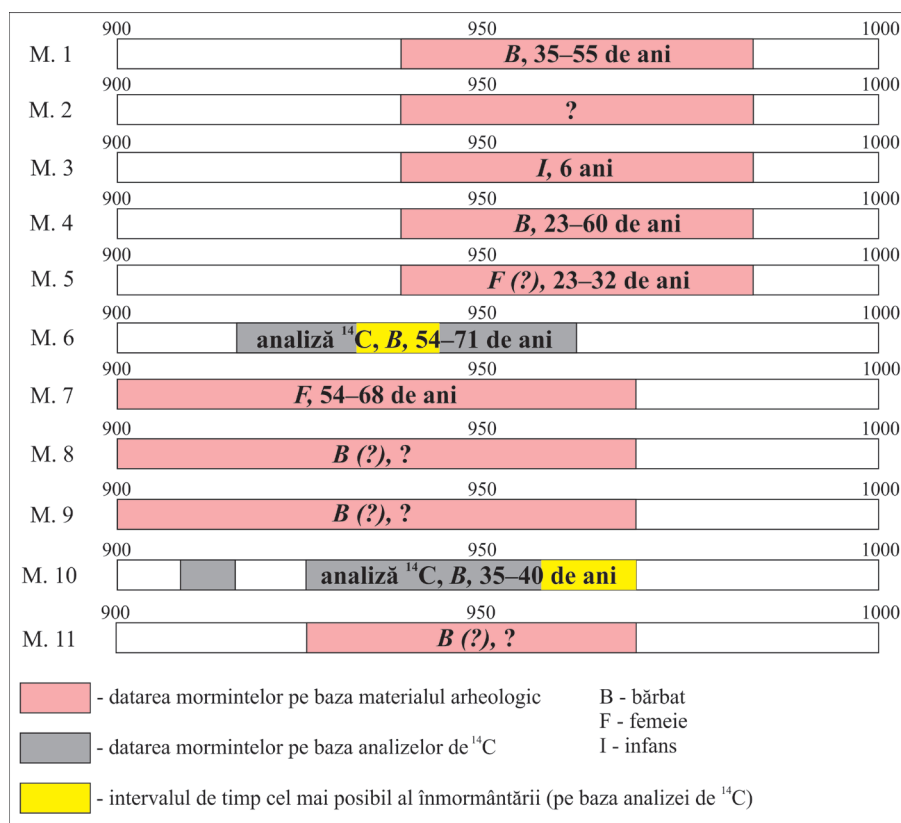 900 950 1000
M. 1 B, 35–55 de ani
900 950 1000
M. 2 ?
900 950 1000
M. 3 I, 6 ani
900 950 1000
M. 4 B, 23–60 de ani
900 950 1000
M. 5 F (?), 23–32 de ani
900 950 1000
M. 6 analiză ¹⁴C, B, 54–71 de ani
900 950 1000
M. 7 F, 54–68 de ani
900 950 1000
M. 8 B (?), ?
900 950 1000
M. 9 B (?), ?
900 950 1000
M. 10 analiză ¹⁴C, B, 35–40 de ani
900 950 1000
M. 11 B (?), ?
- datarea mormintelor pe baza materialul arheologic
- datarea mormintelor pe baza analizelor de ¹⁴C
- intervalul de timp cel mai posibil al înmormântării (pe baza analizei de ¹⁴C)
B - bărbat
F - femeie
I - infans